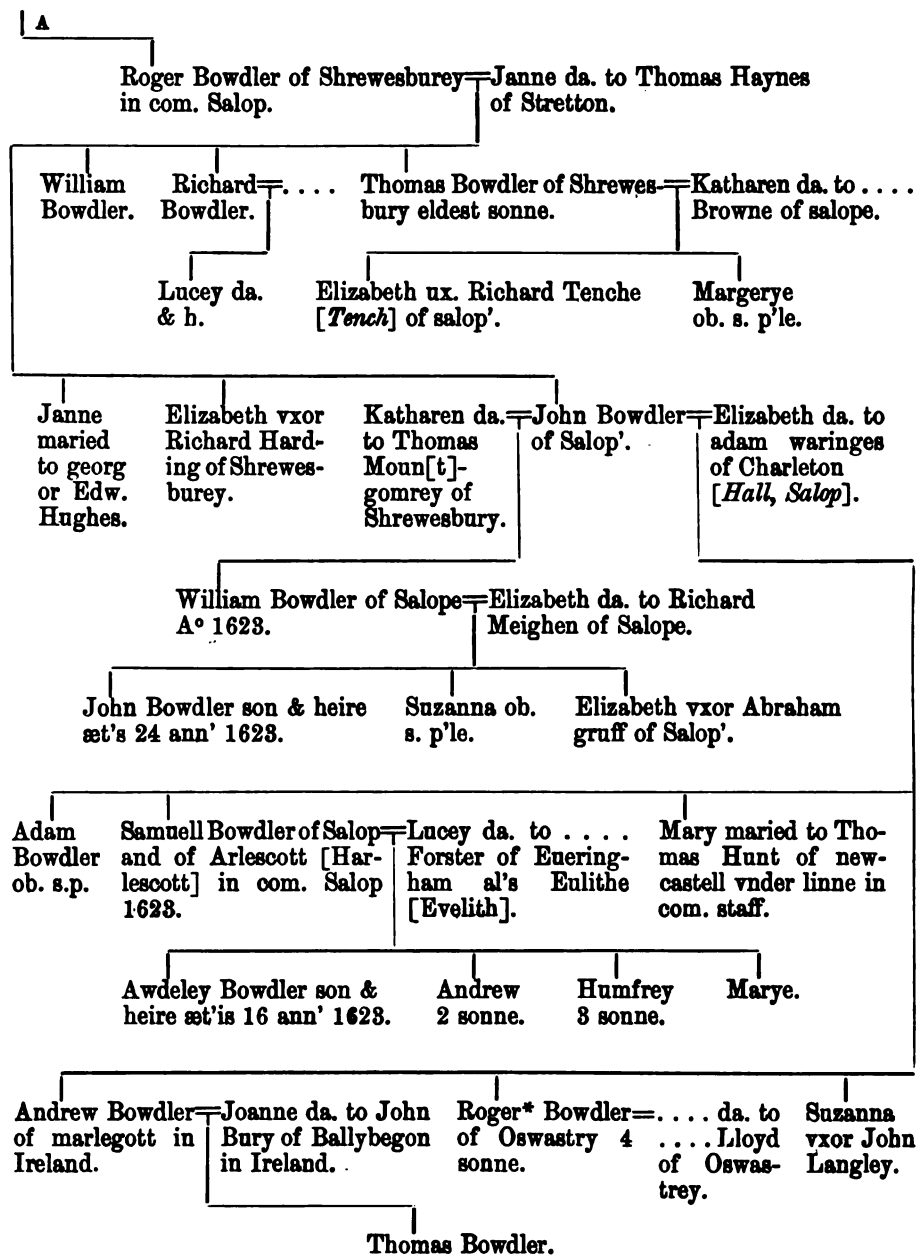 A
Roger Bowdler of Shrewesburey=Janne da. to Thomas Haynes
in com. Salop. of Stretton.
William Richard=. . . . Thomas Bowdler of Shrewes-=Katharen da. to . . . .
Bowdler. Bowdler. bury eldest sonne. Browne of salope.
Lucey da. Elizabeth ux. Richard Tenche Margerye
& h. [Tench] of salop'. ob. s. p'le.
Janne Elizabeth vxor Katharen da.=John Bowdler=Elizabeth da. to
maried Richard Hard- to Thomas of Salop'. adam waringes
to georg ing of Shrewes- Moun[t]- of Charleton
or Edw. burey. gomrey of [Hall, Salop].
Hughes. Shrewesbury.
William Bowdler of Salope=Elizabeth da. to Richard
Aº 1623. Meighen of Salope.
John Bowdler son & heire Suzanna ob. Elizabeth vxor Abraham
æt's 24 ann' 1623. s. p'le. gruff of Salop'.
Adam Samuell Bowdler of Salop=Lucey da. to . . . . Mary maried to Tho-
Bowdler and of Arlescott [Har- Forster of Euering- mas Hunt of new-
ob. s.p. lescott] in com. Salop ham al's Eulithe castell vnder linne in
1623. [Evelith]. com. staff.
Awdeley Bowdler son & Andrew Humfrey Marye.
heire æt'is 16 ann' 1623. 2 sonne. 3 sonne.
Andrew Bowdler=Joanne da. to John Roger* Bowdler=. . . . da. to Suzanna
of marlegott in Bury of Ballybegon of Oswastry 4 . . . . Lloyd vxor John
Ireland. in Ireland. sonne. of Oswas- Langley.
trey.
Thomas Bowdler.